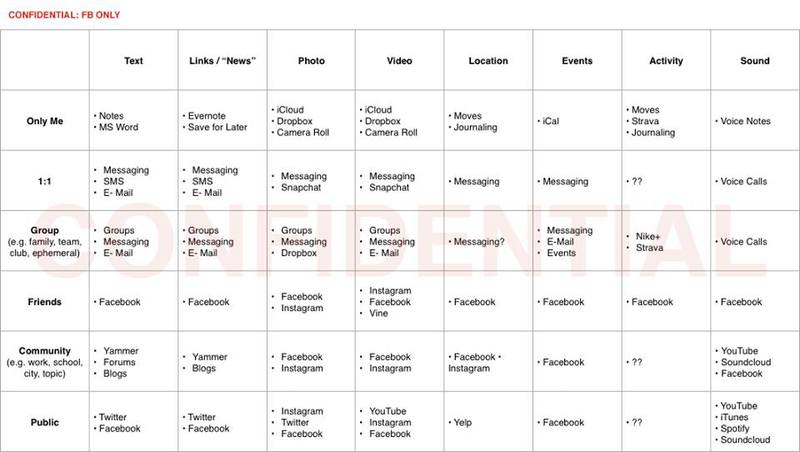 CONFIDENTIAL: FB ONLY
Text
Links / “News”
Photo
Video
Location
Events
Activity
Sound
Only Me
• Notes
• MS Word
• Evernote
• Save for Later
• iCloud
• Dropbox
• Camera Roll
• iCloud
• Dropbox
• Camera Roll
• Moves
• Journaling
• iCal
• Moves
• Strava
• Journaling
• Voice Notes
1:1
• Messaging
• SMS
• E- Mail
• Messaging
• SMS
• E- Mail
• Messaging
• Snapchat
• Messaging
• Snapchat
• Messaging
• Messaging
• ??
• Voice Calls
Group
(e.g. family, team,
club, ephemeral)
• Groups
• Messaging
• E- Mail
• Groups
• Messaging
• E- Mail
• Groups
• Messaging
• Dropbox
• Groups
• Messaging
• E- Mail
• Messaging?
• Messaging
• E-Mail
• Events
• Nike+
• Strava
• Voice Calls
CONFIDENTIAL
Friends
• Facebook
• Facebook
• Facebook
• Instagram
• Instagram
• Facebook
• Vine
• Facebook
• Facebook
• Facebook
• Facebook
Community
(e.g. work, school,
city, topic)
• Yammer
• Forums
• Blogs
• Yammer
• Blogs
• Facebook
• Instagram
• Facebook
• Instagram
• Facebook •
Instagram
• Facebook
• ??
• YouTube
• Soundcloud
• Facebook
Public
• Twitter
• Facebook
• Twitter
• Facebook
• Instagram
• Twitter
• Facebook
• YouTube
• Instagram
• Facebook
• Yelp
• Facebook
• ??
• YouTube
• iTunes
• Spotify
• Soundcloud